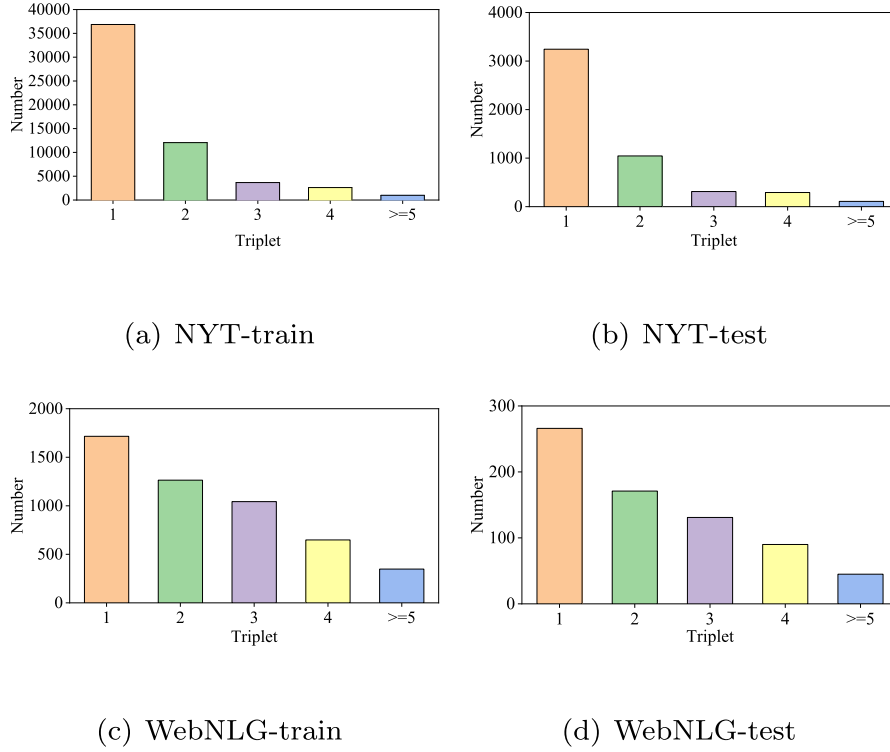 40000
35000
30000
25000
20000
15000
10000
5000
0
Number
1 2 3 4 >=5
Triplet
(a) NYT-train
4000
3000
2000
1000
0
Number
1 2 3 4 >=5
Triplet
(b) NYT-test
2000
1500
1000
500
0
Number
1 2 3 4 >=5
Triplet
(c) WebNLG-train
300
200
100
0
Number
1 2 3 4 >=5
Triplet
(d) WebNLG-test